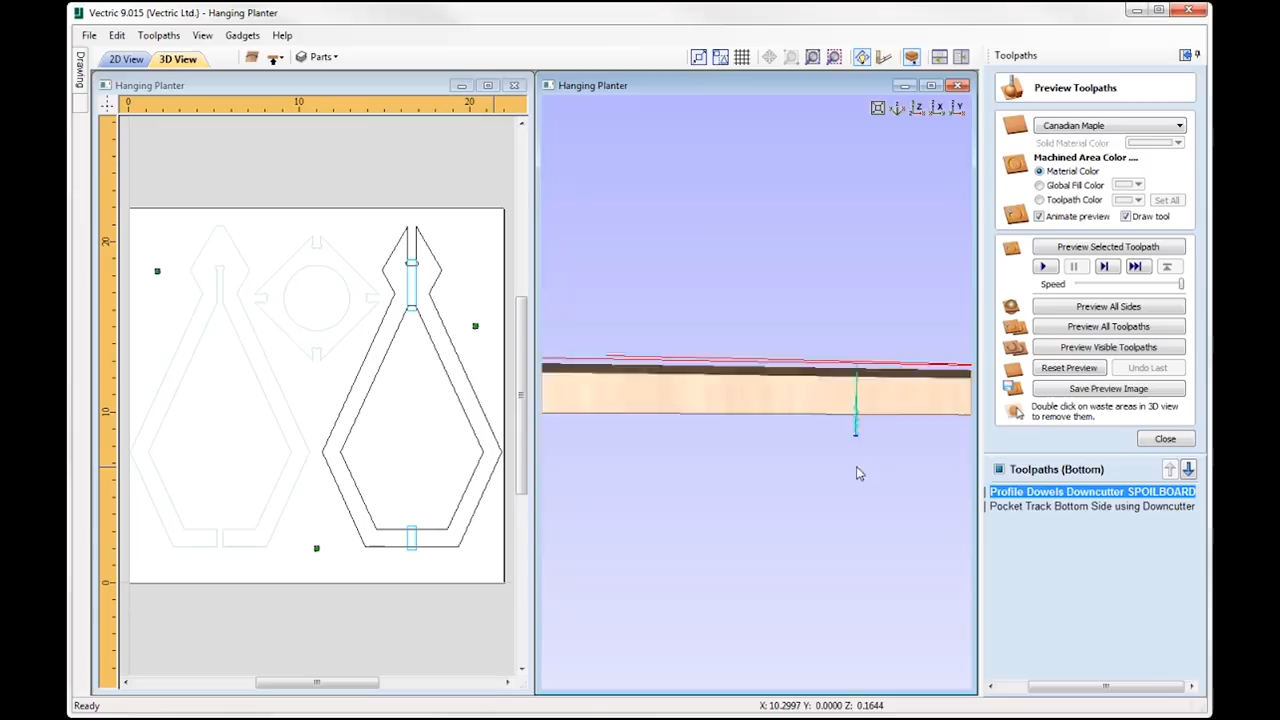 Vectric 9.015 (Vectric Ltd.) - Hanging Planter
File Edit Toolpaths View Gadgets Help
Drawing
2D View 3D View Parts
Toolpaths
Hanging Planter
0 10 20
20
10
0
Hanging Planter
Z X Y
Preview Toolpaths
Canadian Maple
Solid Material Color
Machined Area Color ....
Material Color
Global Fill Color
Toolpath Color Set All
Animate preview Draw tool
Preview Selected Toolpath
Speed
Preview All Sides
Preview All Toolpaths
Preview Visible Toolpaths
Reset Preview Undo Last
Save Preview Image
Double click on waste areas in 3D view
to remove them.
Close
Toolpaths (Bottom)
Profile Dowels Downcutter SPOILBOARD
Pocket Track Bottom Side using Downcutter
Ready
X: 10.2997 Y: 0.0000 Z: 0.1644